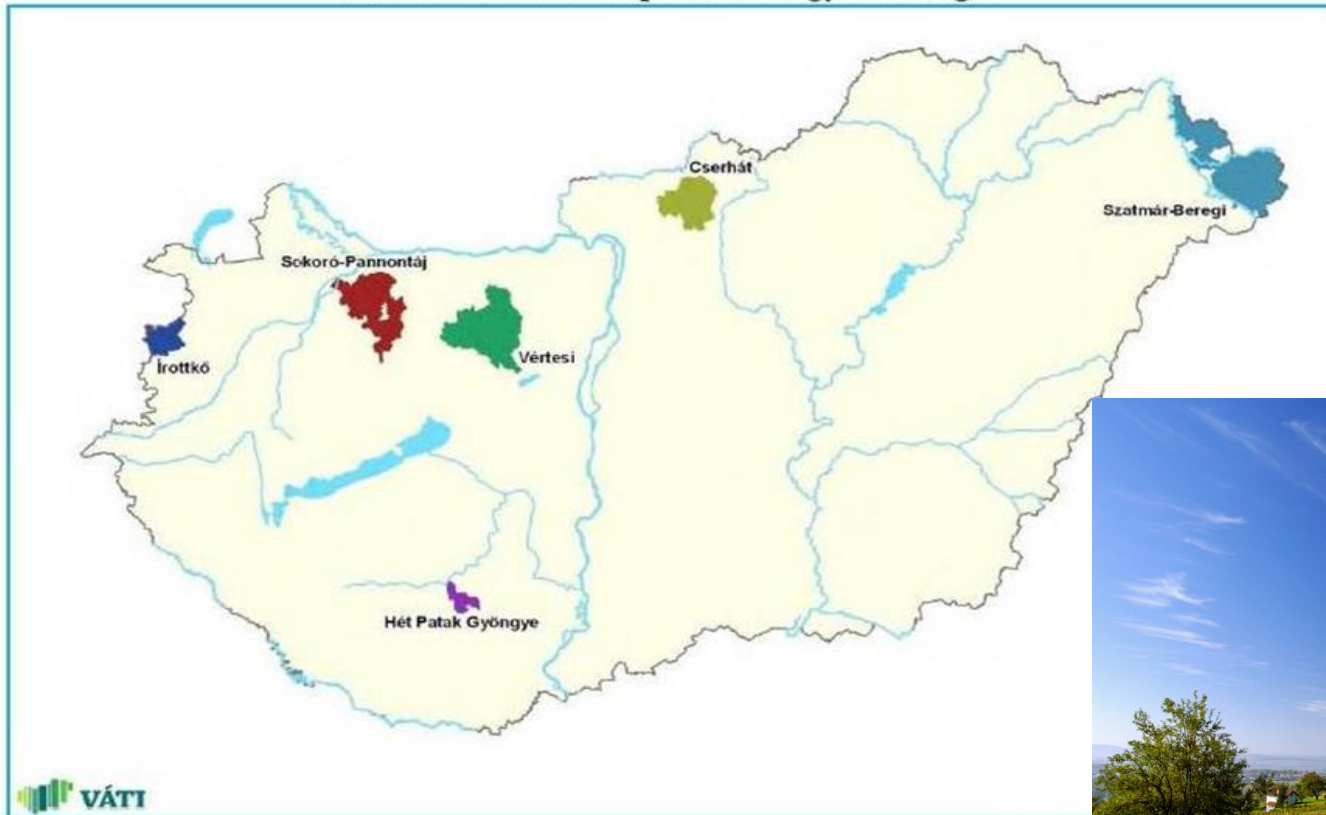 Cserhát
Szatmár-Beregi
Sokoró-Pannontáj
Írottkő
Vértesi
Hét Patak Gyöngye
VÁTI